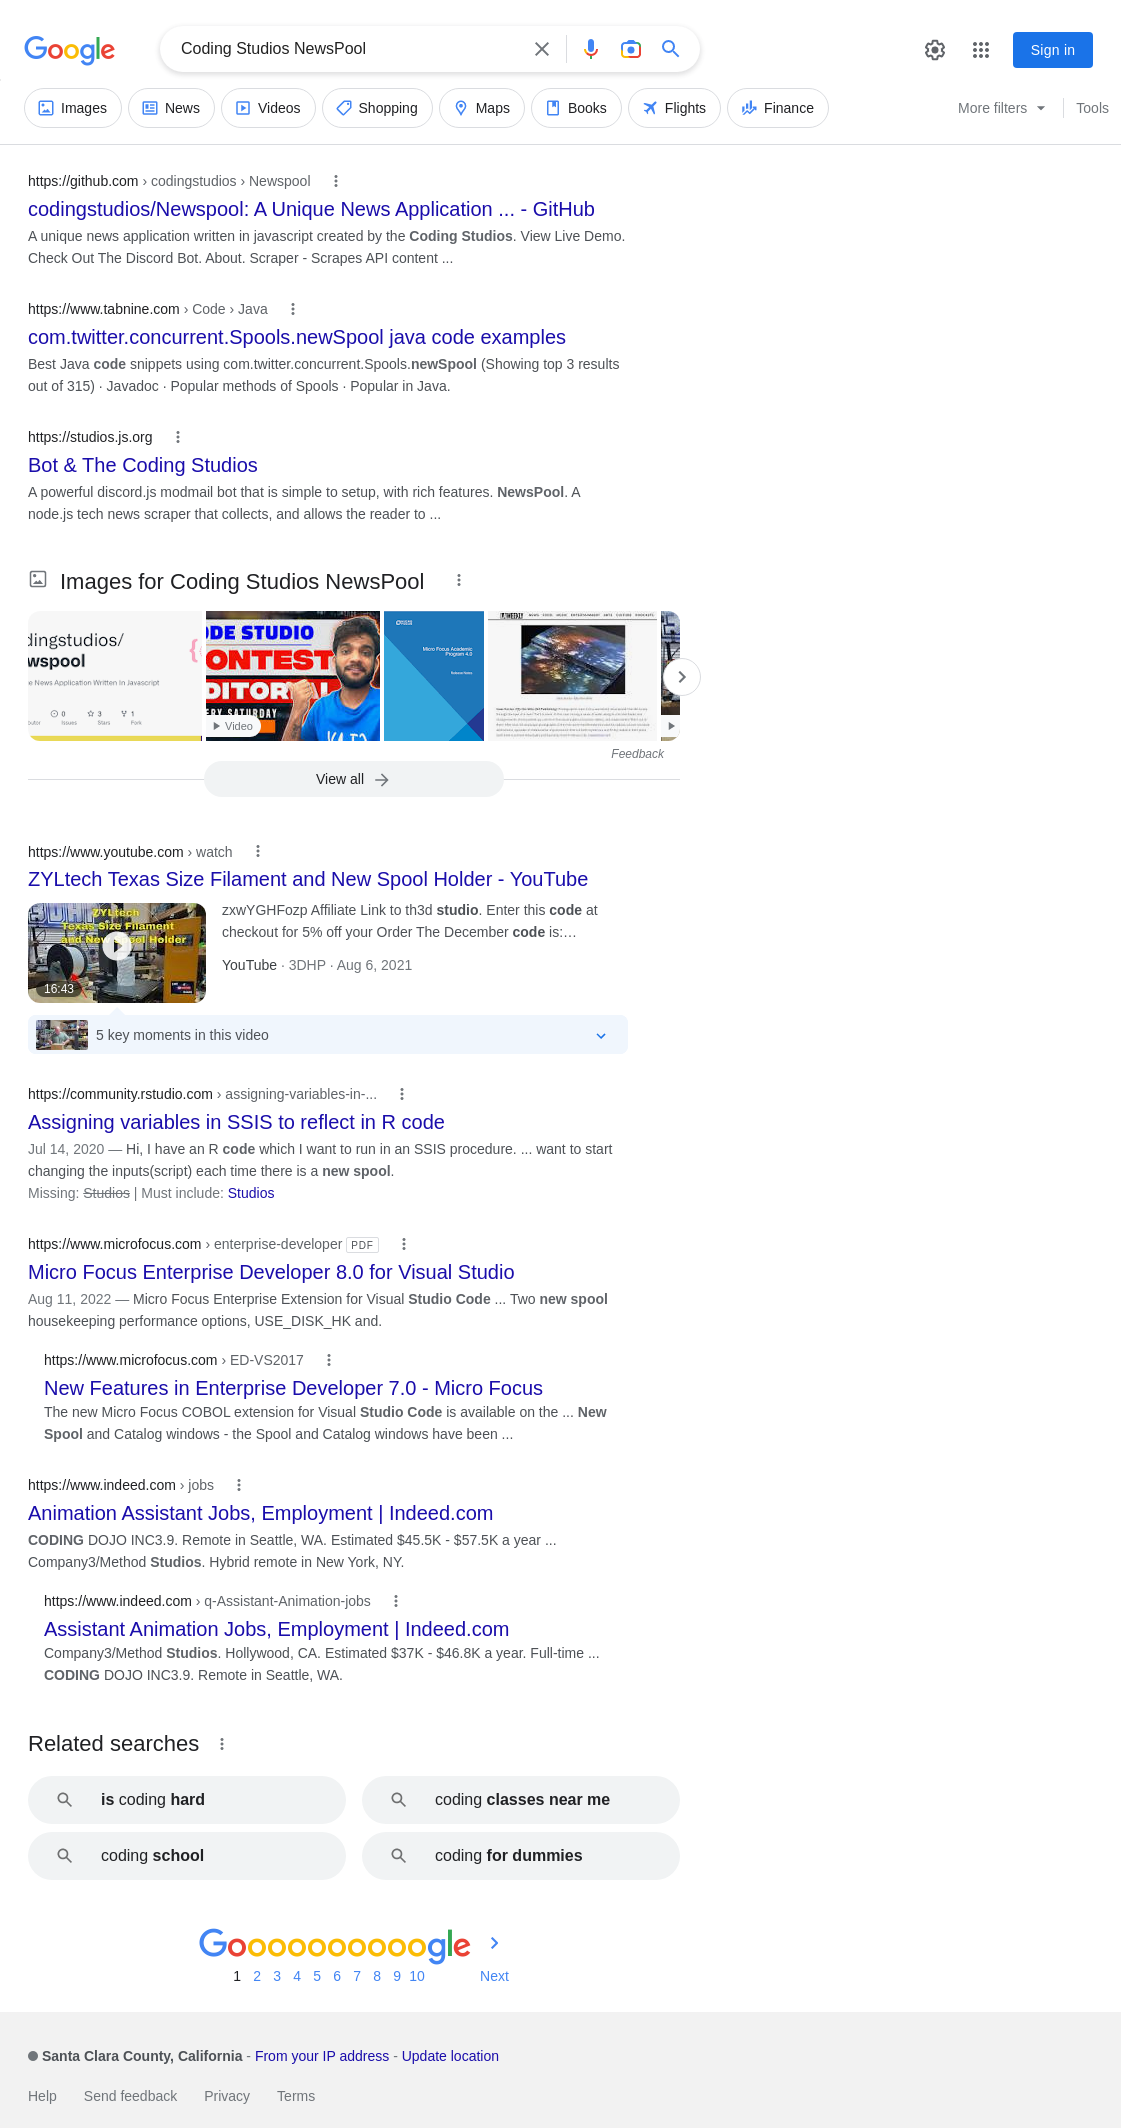 Google
Coding Studios NewsPool
Sign in
Images
News
Videos
Shopping
Maps
Books
Flights
Finance
More filters
Tools
https://github.com › codingstudios › Newspool
codingstudios/Newspool: A Unique News Application ... - GitHub
A unique news application written in javascript created by the Coding Studios. View Live Demo.
Check Out The Discord Bot. About. Scraper - Scrapes API content ...
https://www.tabnine.com › Code › Java
com.twitter.concurrent.Spools.newSpool java code examples
Best Java code snippets using com.twitter.concurrent.Spools.newSpool (Showing top 3 results
out of 315) · Javadoc · Popular methods of Spools · Popular in Java.
https://studios.js.org
Bot & The Coding Studios
A powerful discord.js modmail bot that is simple to setup, with rich features. NewsPool. A
node.js tech news scraper that collects, and allows the reader to ...
Images for Coding Studios NewsPool
dingstudios/
wspool
e News Application Written In Javascript
0
3
1
Issues
Stars
Fork
ODE STUDIO
ONTEST
DITORIAL
ERY SATURDAY
Video
Micro Focus Academic
Program 4.0
Feedback
View all
https://www.youtube.com › watch
ZYLtech Texas Size Filament and New Spool Holder - YouTube
ZYLtech
Texas Size Filament
and New Spool Holder
16:43
zxwYGHFozp Affiliate Link to th3d studio. Enter this code at
checkout for 5% off your Order The December code is:…
YouTube · 3DHP · Aug 6, 2021
5 key moments in this video
https://community.rstudio.com › assigning-variables-in-...
Assigning variables in SSIS to reflect in R code
Jul 14, 2020 — Hi, I have an R code which I want to run in an SSIS procedure. ... want to start
changing the inputs(script) each time there is a new spool.
Missing: Studios | Must include: Studios
https://www.microfocus.com › enterprise-developer PDF
Micro Focus Enterprise Developer 8.0 for Visual Studio
Aug 11, 2022 — Micro Focus Enterprise Extension for Visual Studio Code ... Two new spool
housekeeping performance options, USE_DISK_HK and.
https://www.microfocus.com › ED-VS2017
New Features in Enterprise Developer 7.0 - Micro Focus
The new Micro Focus COBOL extension for Visual Studio Code is available on the ... New
Spool and Catalog windows - the Spool and Catalog windows have been ...
https://www.indeed.com › jobs
Animation Assistant Jobs, Employment | Indeed.com
CODING DOJO INC3.9. Remote in Seattle, WA. Estimated $45.5K - $57.5K a year ...
Company3/Method Studios. Hybrid remote in New York, NY.
https://www.indeed.com › q-Assistant-Animation-jobs
Assistant Animation Jobs, Employment | Indeed.com
Company3/Method Studios. Hollywood, CA. Estimated $37K - $46.8K a year. Full-time ...
CODING DOJO INC3.9. Remote in Seattle, WA.
Related searches
is coding hard
coding classes near me
coding school
coding for dummies
Goooooooooogle
1 2 3 4 5 6 7 8 9 10 Next
Santa Clara County, California - From your IP address - Update location
Help Send feedback Privacy Terms